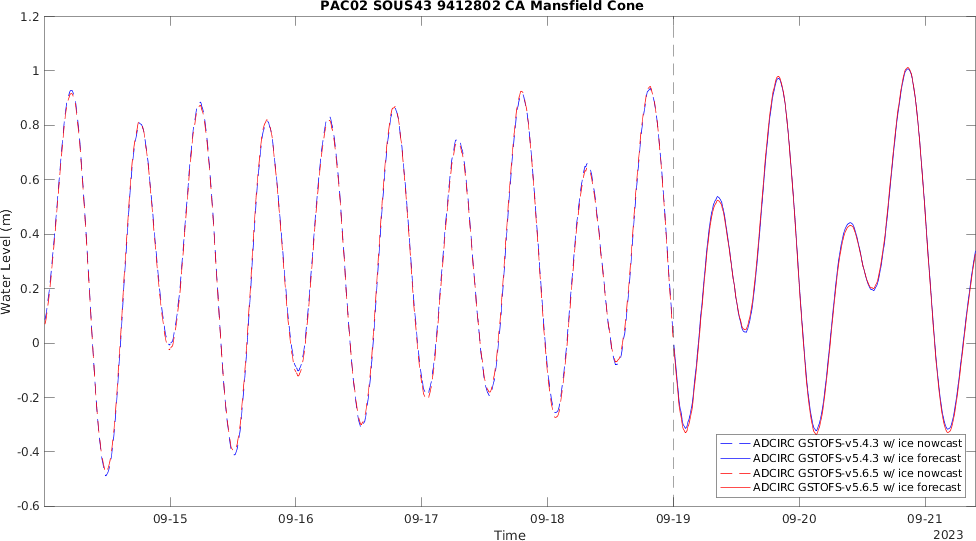 PAC02 SOUS43 9412802 CA Mansfield Cone
1.2
1
0.8
0.6
0.4
0.2
0
-0.2
-0.4
-0.6
Water Level (m)
09-15 09-16 09-17 09-18 09-19 09-20 09-21
Time
2023
ADCIRC GSTOFS-v5.4.3 w/ ice nowcast
ADCIRC GSTOFS-v5.4.3 w/ ice forecast
ADCIRC GSTOFS-v5.6.5 w/ ice nowcast
ADCIRC GSTOFS-v5.6.5 w/ ice forecast